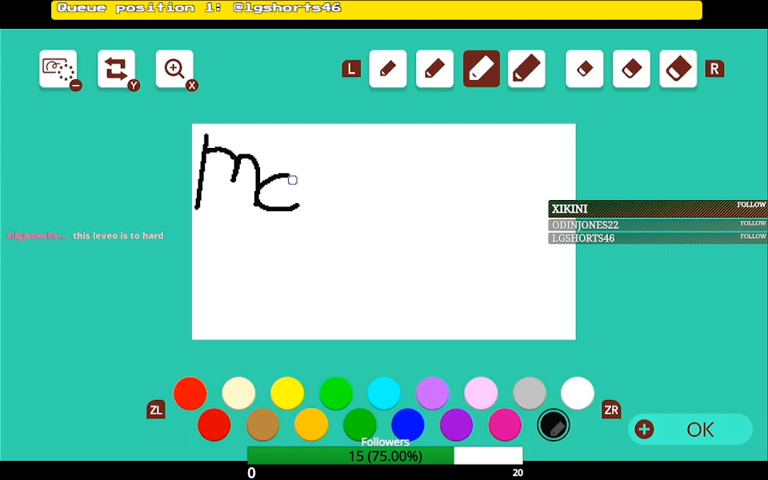 Queue position 1: @lgshorts46
L
R
Y
X
mc
XIKINI FOLLOW
ODINJONES22 FOLLOW
LGSHORTS46 FOLLOW
this leveo is to hard
ZL
ZR
OK
Followers
15 (75.00%)
0
20